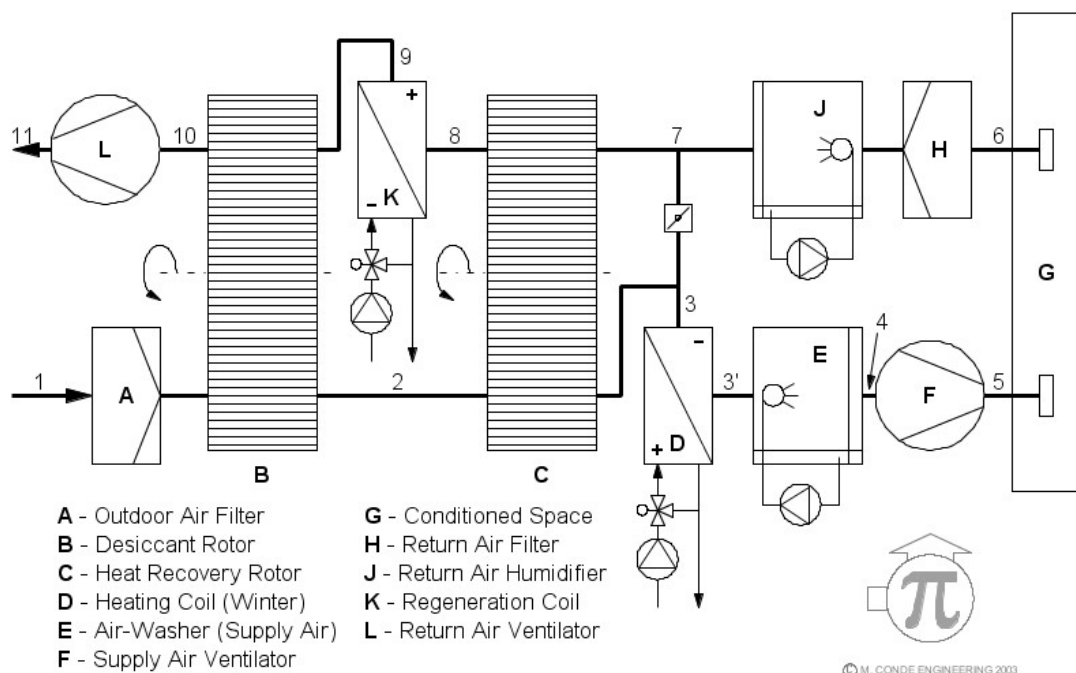 9
+
11
L
10
8
7
J
H
6
– K
G
3
4
–
E
1
A
2
3'
F
5
+ D
B
C
A - Outdoor Air Filter
B - Desiccant Rotor
C - Heat Recovery Rotor
D - Heating Coil (Winter)
E - Air-Washer (Supply Air)
F - Supply Air Ventilator
G - Conditioned Space
H - Return Air Filter
J - Return Air Humidifier
K - Regeneration Coil
L - Return Air Ventilator
π
© M. CONDE ENGINEERING 2003